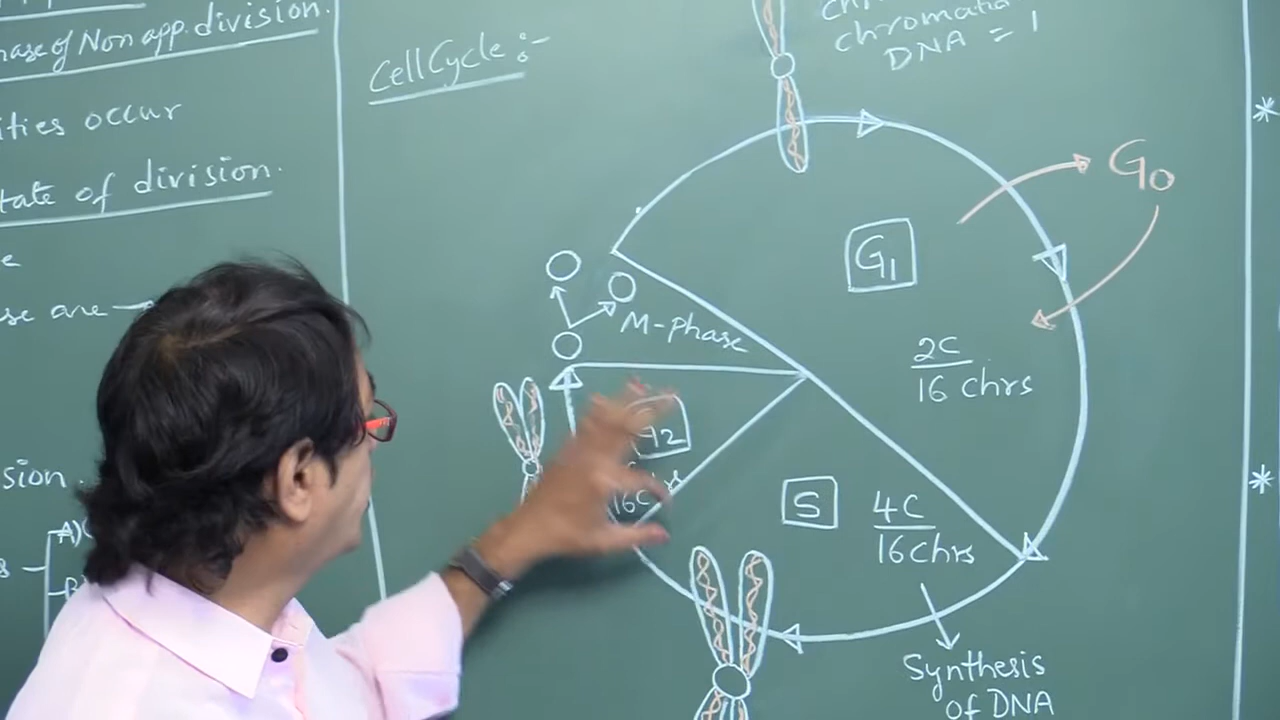 hase of Non app. division.
ities occur
tate of division.
e
se are
sion.
s
A)
Cell Cycle :-
chromatid
DNA = 1
G0
G1
2C
16 chrs
M-phase
S
4C
16 Chrs
Synthesis
of DNA
*
*